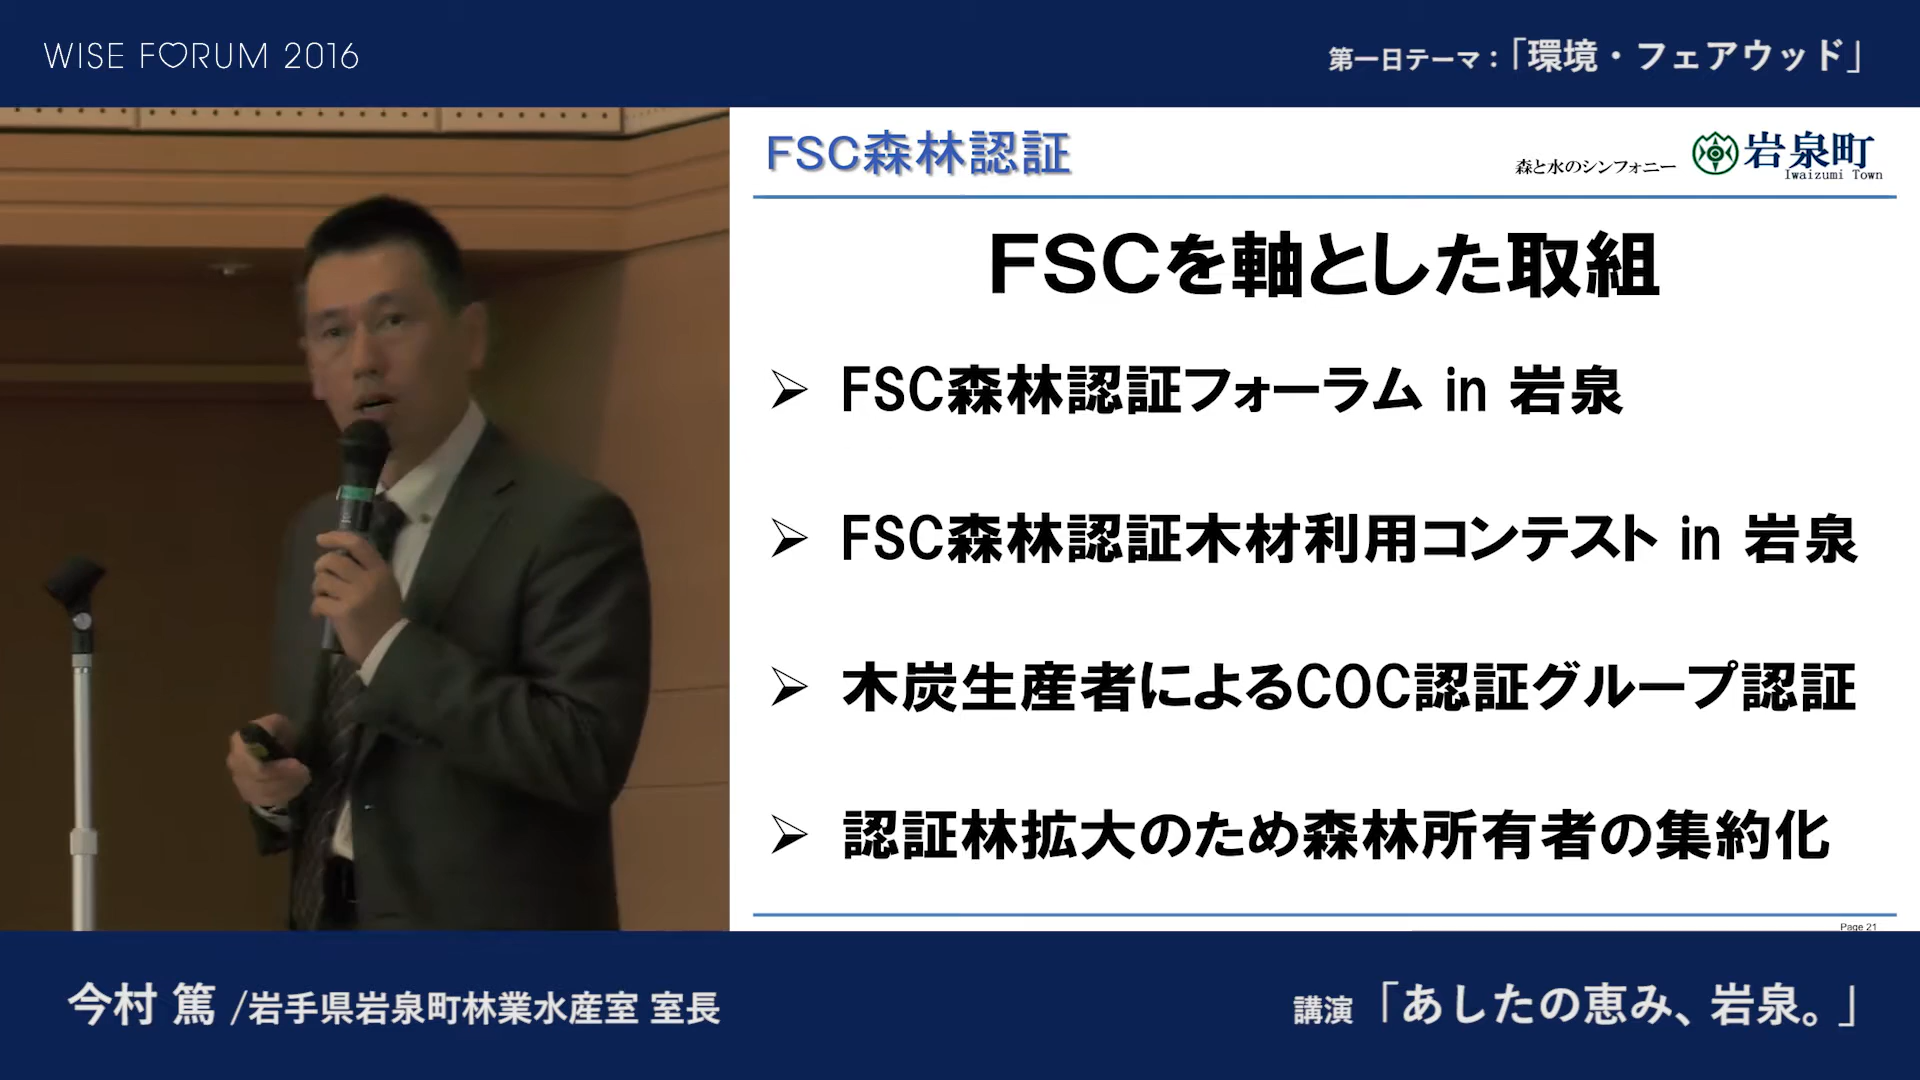 WISE FORUM 2016
第一日テーマ：「環境・フェアウッド」
FSC森林認証
森と水のシンフォニー
岩泉町
Iwaizumi Town
FSCを軸とした取組
➢ FSC森林認証フォーラム in 岩泉
➢ FSC森林認証木材利用コンテスト in 岩泉
➢ 木炭生産者によるCOC認証グループ認証
➢ 認証林拡大のため森林所有者の集約化
Page 21
今村 篤 /岩手県岩泉町林業水産室 室長
講演 「あしたの恵み、岩泉。」